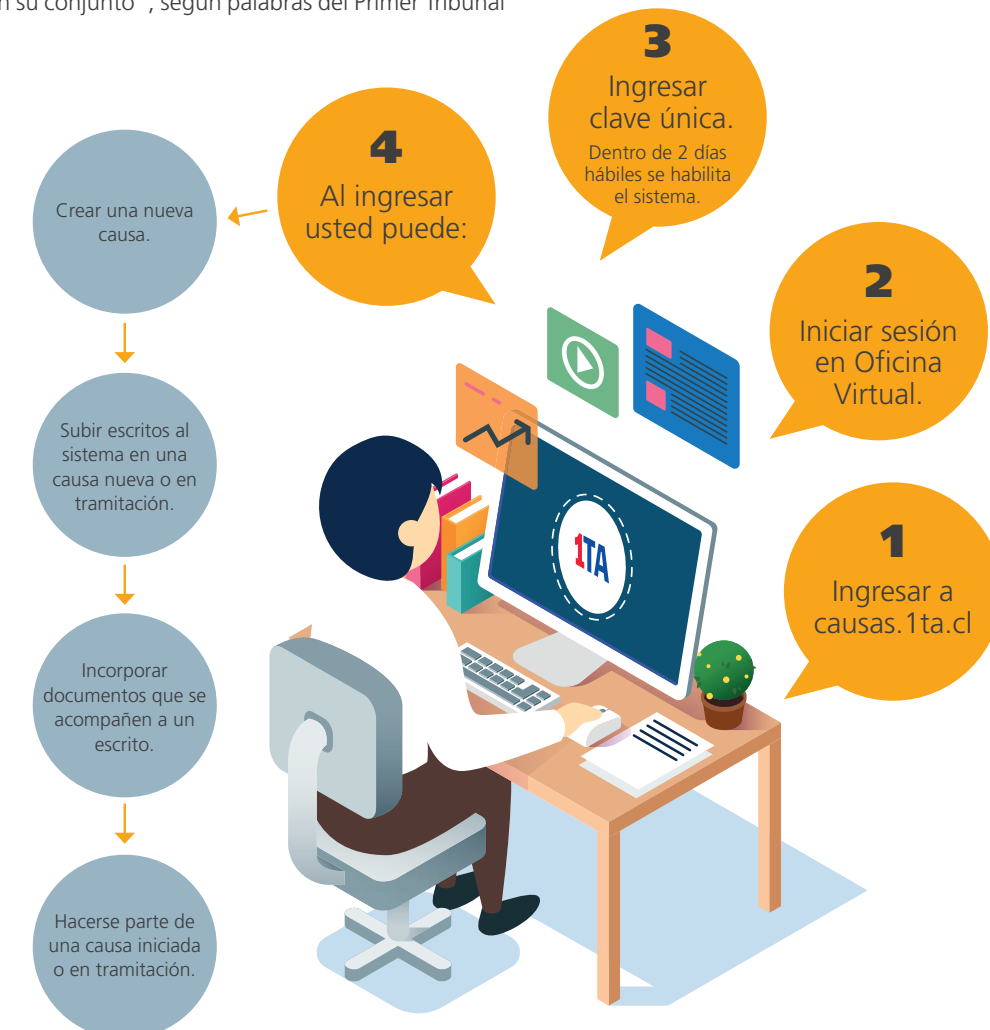 n su conjunto", según palabras del Primer Tribunal
3
Ingresar
clave única.
Dentro de 2 días
hábiles se habilita
el sistema.
4
Al ingresar
usted puede:
Crear una nueva
causa.
2
Iniciar sesión
en Oficina
Virtual.
Subir escritos al
sistema en una
causa nueva o en
tramitación.
1TA
1
Ingresar a
causas.1ta.cl
Incorporar
documentos que se
acompañen a un
escrito.
Hacerse parte de
una causa iniciada
o en tramitación.